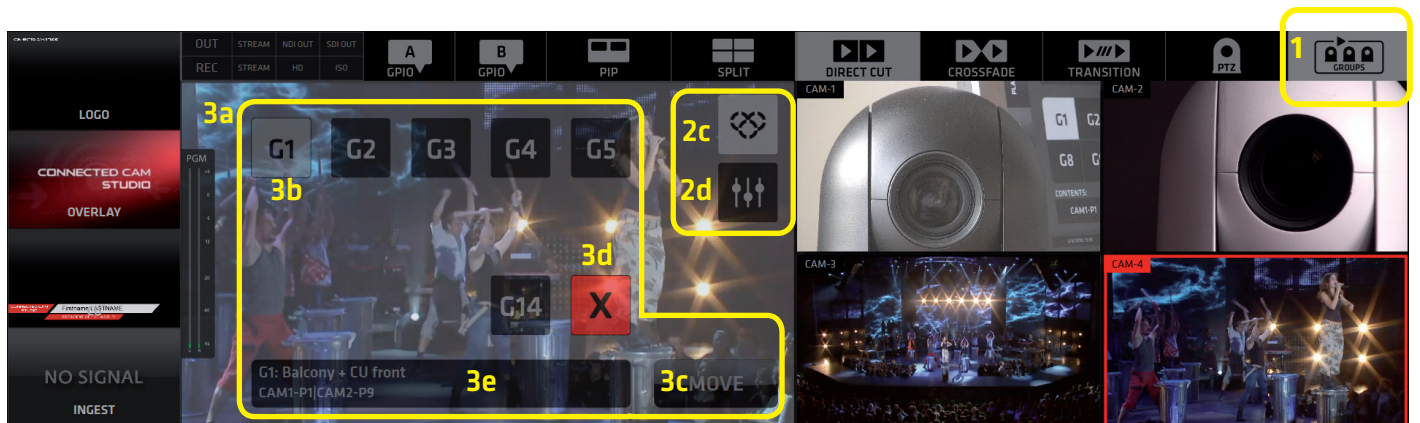 1
OUT
STREAM
NDI OUT
SDI OUT
REC
STREAM
HD
ISO
A
GPIO
B
GPIO
PIP
SPLIT
DIRECT CUT
CROSSFADE
TRANSITION
PTZ
GROUPS
LOGO
CONNECTED CAM
STUDIO
OVERLAY
Firstname LASTNAME
NO SIGNAL
INGEST
PGM
3a
G1
G2
G3
G4
G5
3b
3d
G14
X
G1: Balcony + CU front
CAM1-P1|CAM2-P9
3e
3c
MOVE
2c
2d
CAM-1
G1
G2
G8
CONTENTS:
CAM1-P1
CAM-2
CAM-3
CAM-4